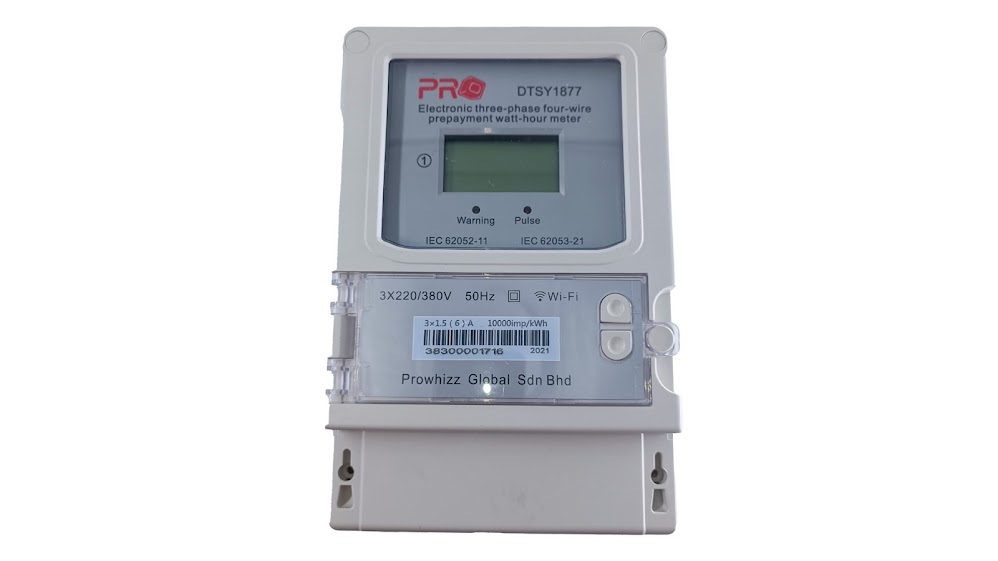 PRO DTSY1877
Electronic three-phase four-wire
prepayment watt-hour meter
①
Warning Pulse
IEC 62052-11 IEC 62053-21
3X220/380V 50Hz Wi-Fi
3×1.5(6)A 10000imp/kWh
38300001716 2021
Prowhizz Global Sdn Bhd